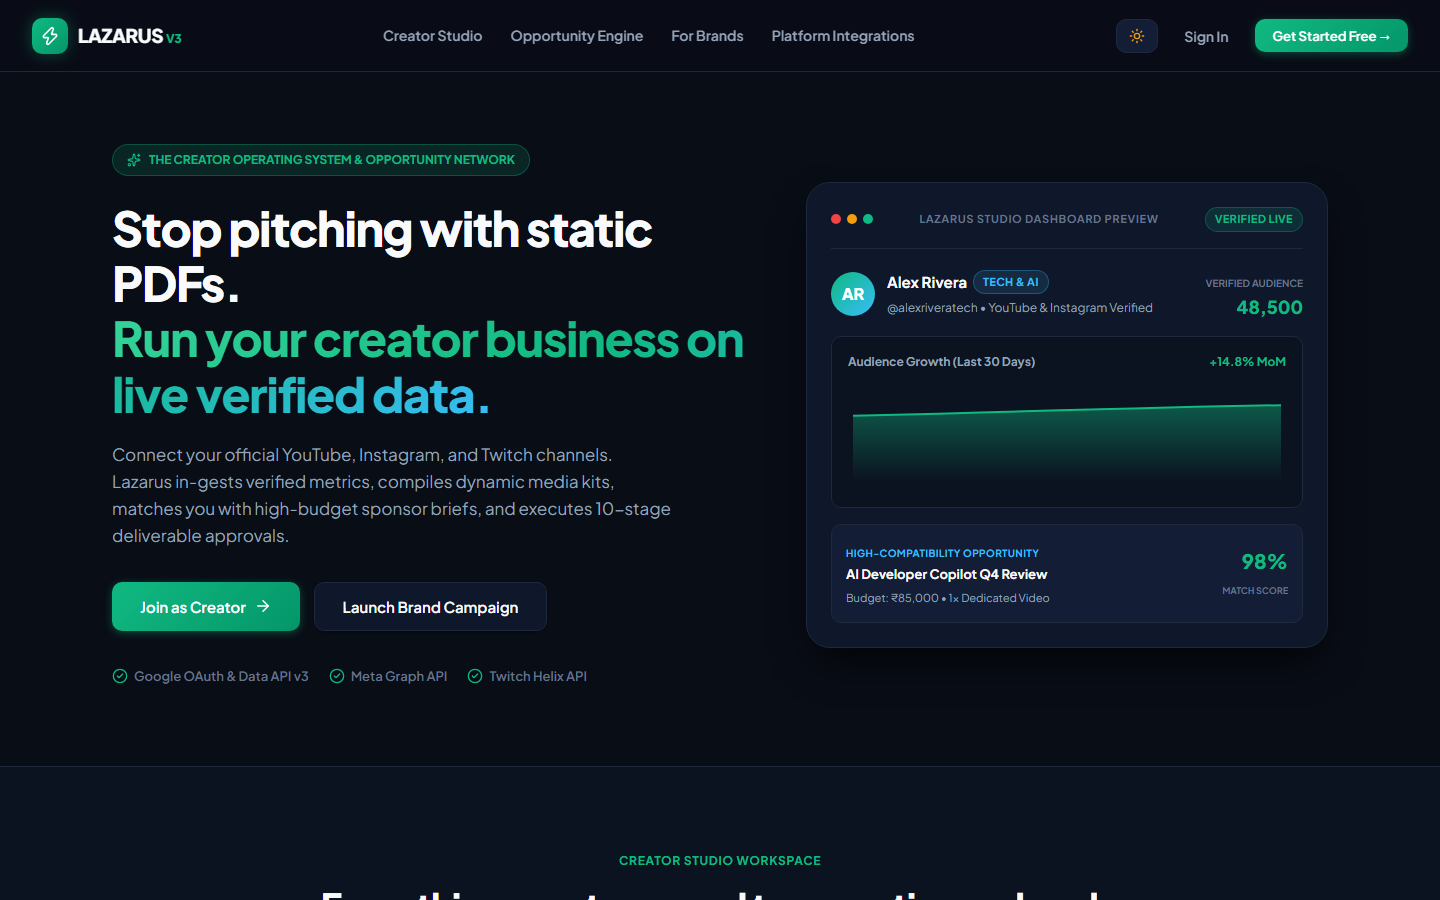 LAZARUS V3
Creator Studio
Opportunity Engine
For Brands
Platform Integrations
Sign In
Get Started Free →
THE CREATOR OPERATING SYSTEM & OPPORTUNITY NETWORK
Stop pitching with static
PDFs.
Run your creator business on
live verified data.
Connect your official YouTube, Instagram, and Twitch channels.
Lazarus in-gests verified metrics, compiles dynamic media kits,
matches you with high-budget sponsor briefs, and executes 10-stage
deliverable approvals.
Join as Creator →
Launch Brand Campaign
Google OAuth & Data API v3
Meta Graph API
Twitch Helix API
LAZARUS STUDIO DASHBOARD PREVIEW
VERIFIED LIVE
AR
Alex Rivera
TECH & AI
@alexriveratech • YouTube & Instagram Verified
VERIFIED AUDIENCE
48,500
Audience Growth (Last 30 Days)
+14.8% MoM
HIGH-COMPATIBILITY OPPORTUNITY
AI Developer Copilot Q4 Review
Budget: ₹85,000 • 1x Dedicated Video
98%
MATCH SCORE
CREATOR STUDIO WORKSPACE